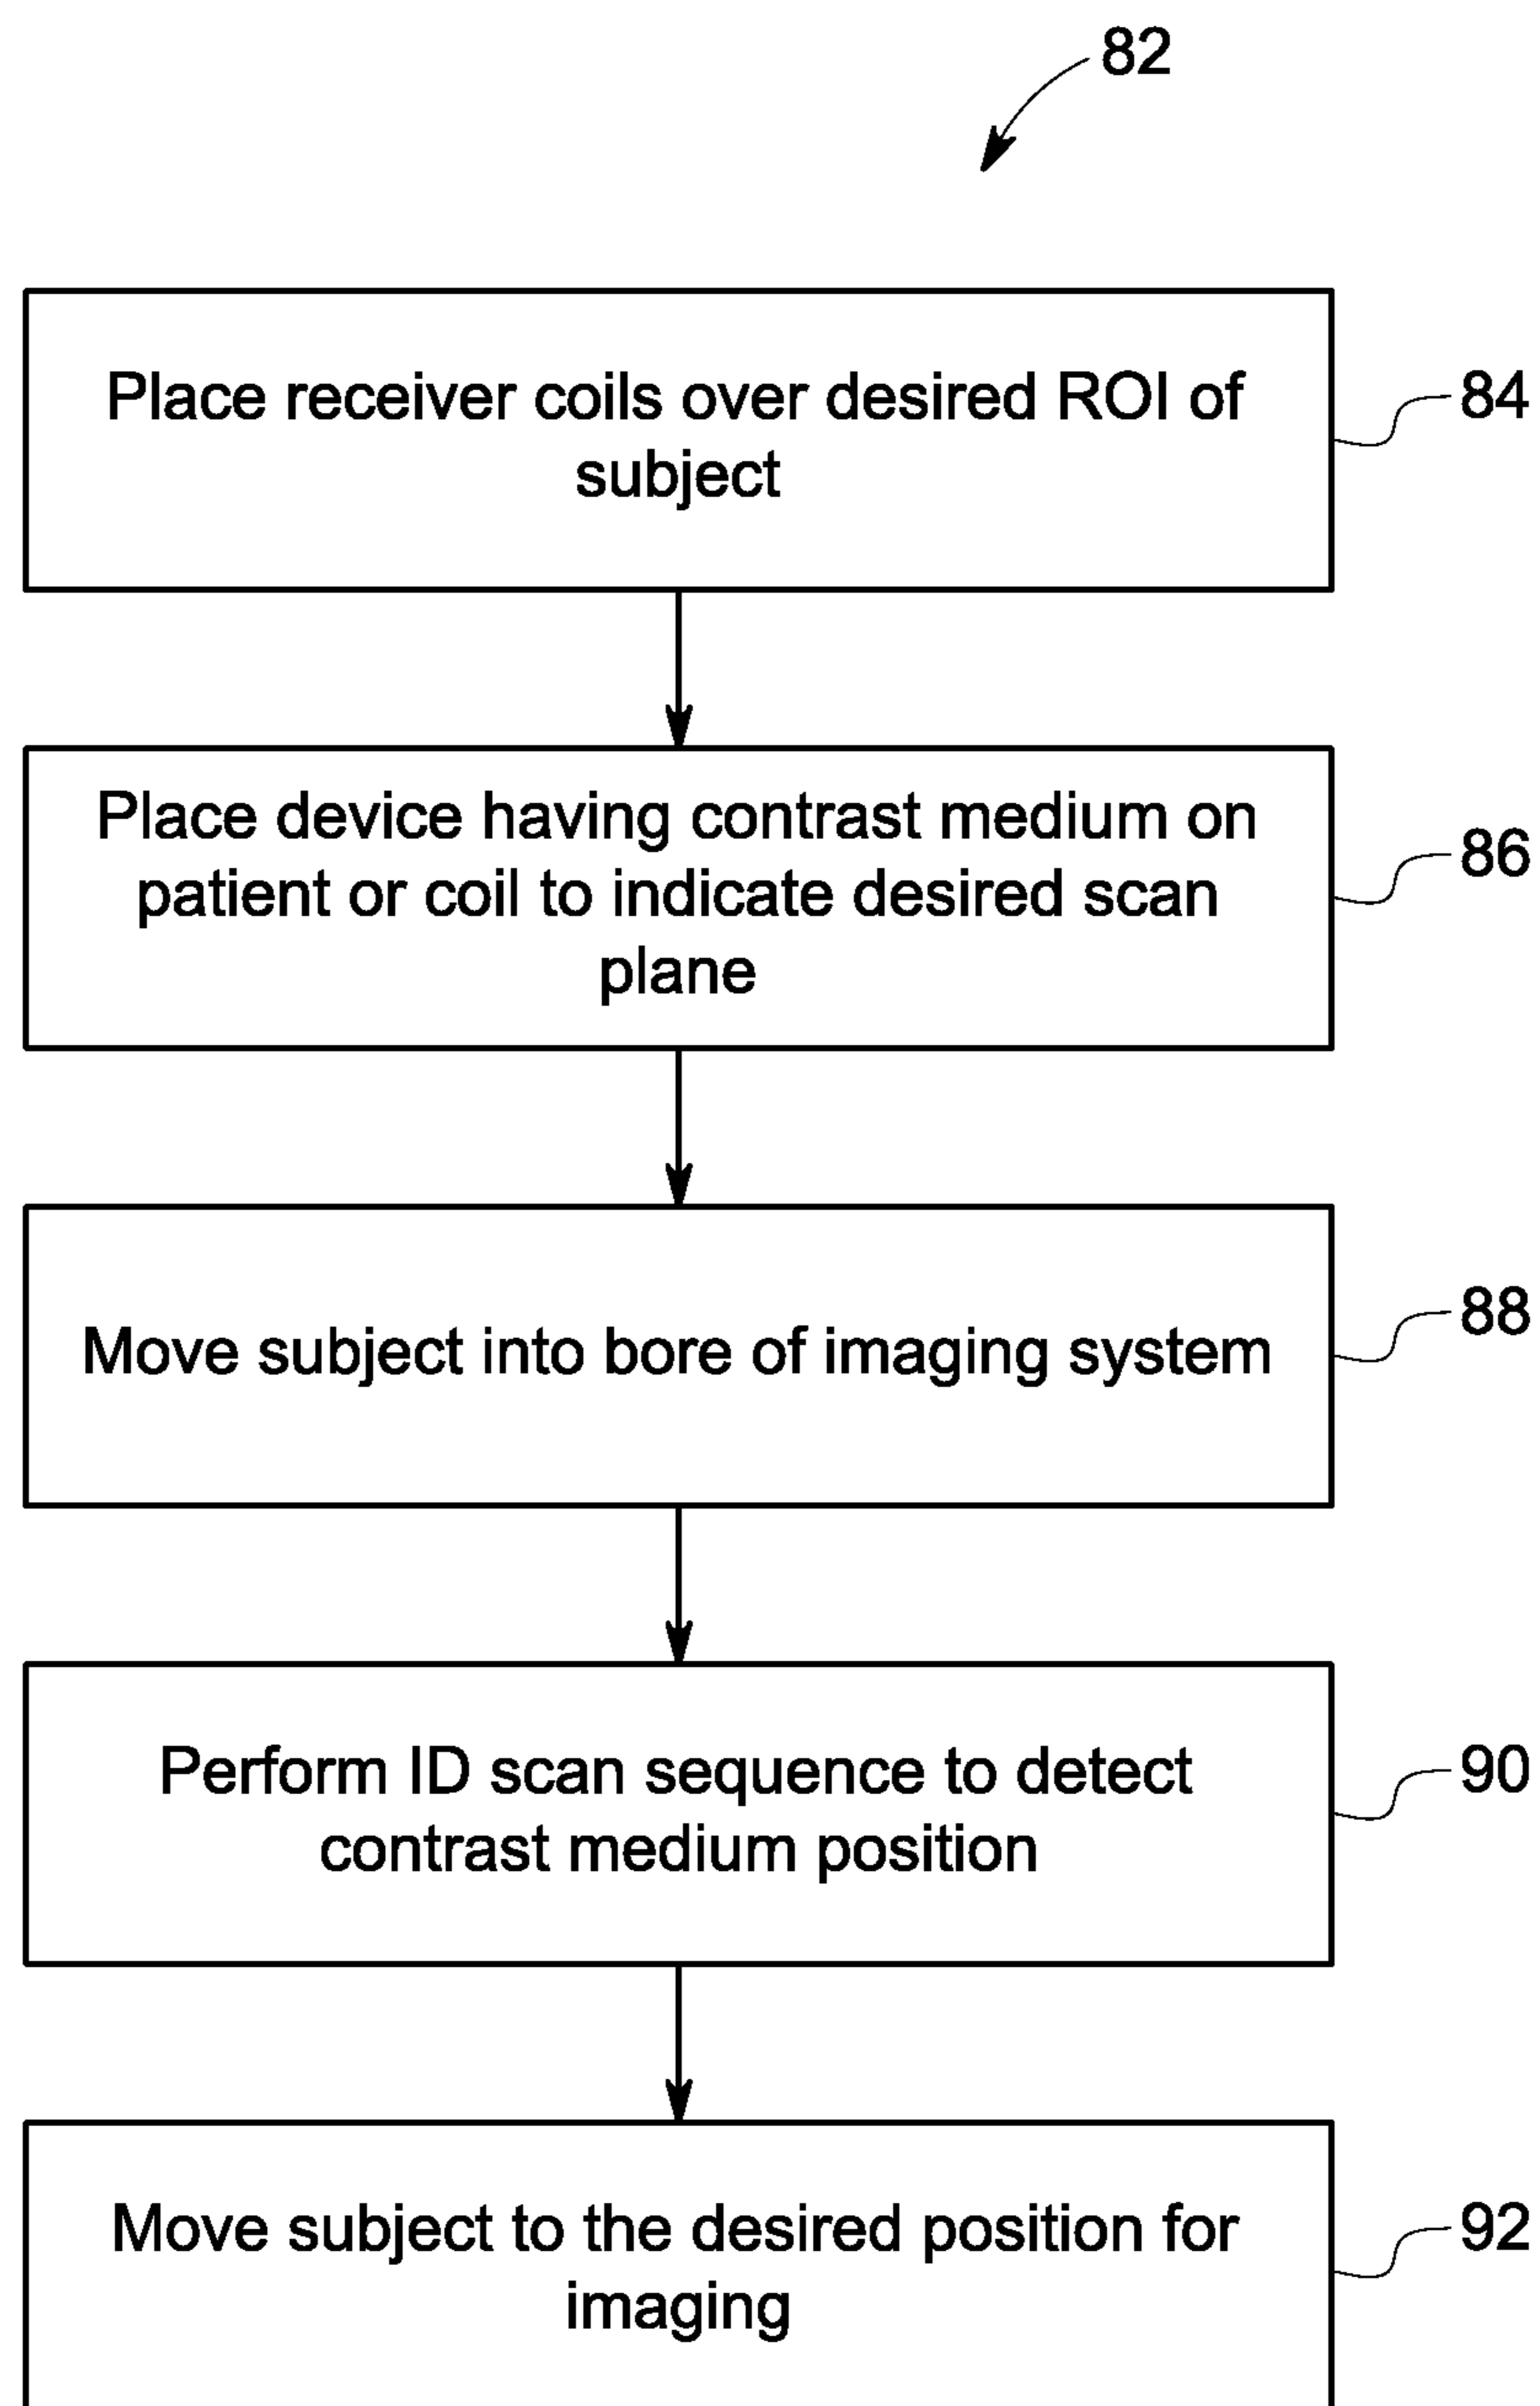 82
Place receiver coils over desired ROI of
subject
84
Place device having contrast medium on
patient or coil to indicate desired scan
plane
86
Move subject into bore of imaging system
88
Perform ID scan sequence to detect
contrast medium position
90
Move subject to the desired position for
imaging
92